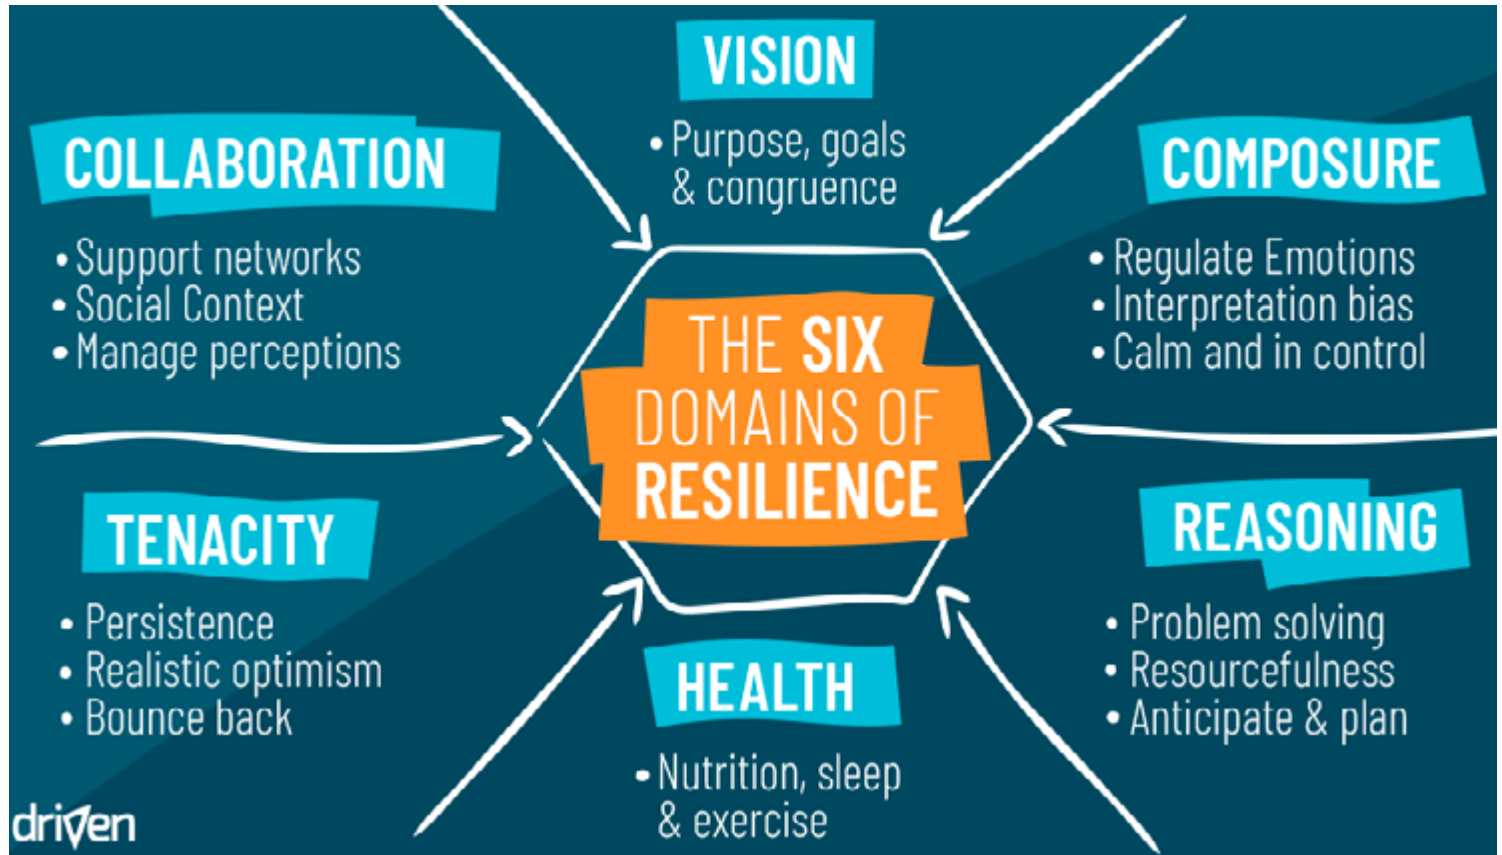 VISION
• Purpose, goals
& congruence
COLLABORATION
• Support networks
• Social Context
• Manage perceptions
COMPOSURE
• Regulate Emotions
• Interpretation bias
• Calm and in control
THE SIX
DOMAINS OF
RESILIENCE
TENACITY
• Persistence
• Realistic optimism
• Bounce back
REASONING
• Problem solving
• Resourcefulness
• Anticipate & plan
HEALTH
• Nutrition, sleep
& exercise
driven